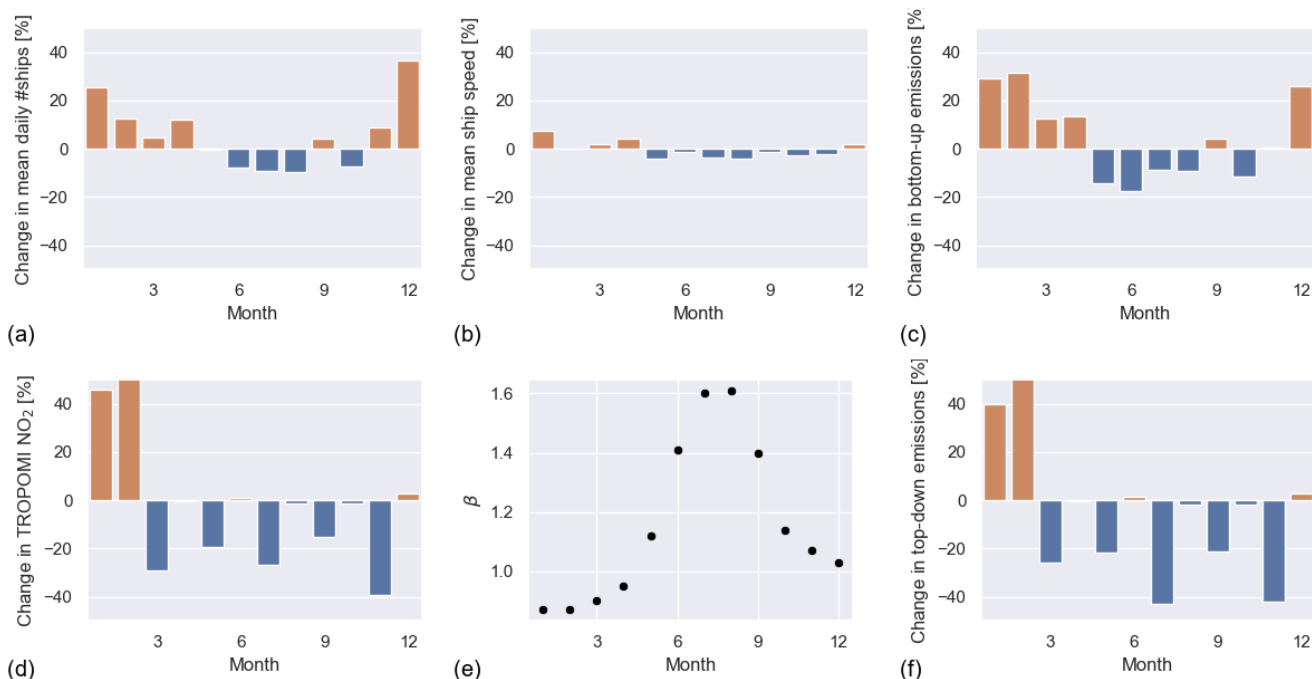 Change in mean daily #ships [%]
40
20
0
−20
−40
3
6
9
12
Month
(a)
Change in mean ship speed [%]
40
20
0
−20
−40
3
6
9
12
Month
(b)
Change in bottom-up emissions [%]
40
20
0
−20
−40
3
6
9
12
Month
(c)
Change in TROPOMI NO₂ [%]
40
20
0
−20
−40
3
6
9
12
Month
(d)
β
1.6
1.4
1.2
1.0
3
6
9
12
Month
(e)
Change in top-down emissions [%]
40
20
0
−20
−40
3
6
9
12
Month
(f)